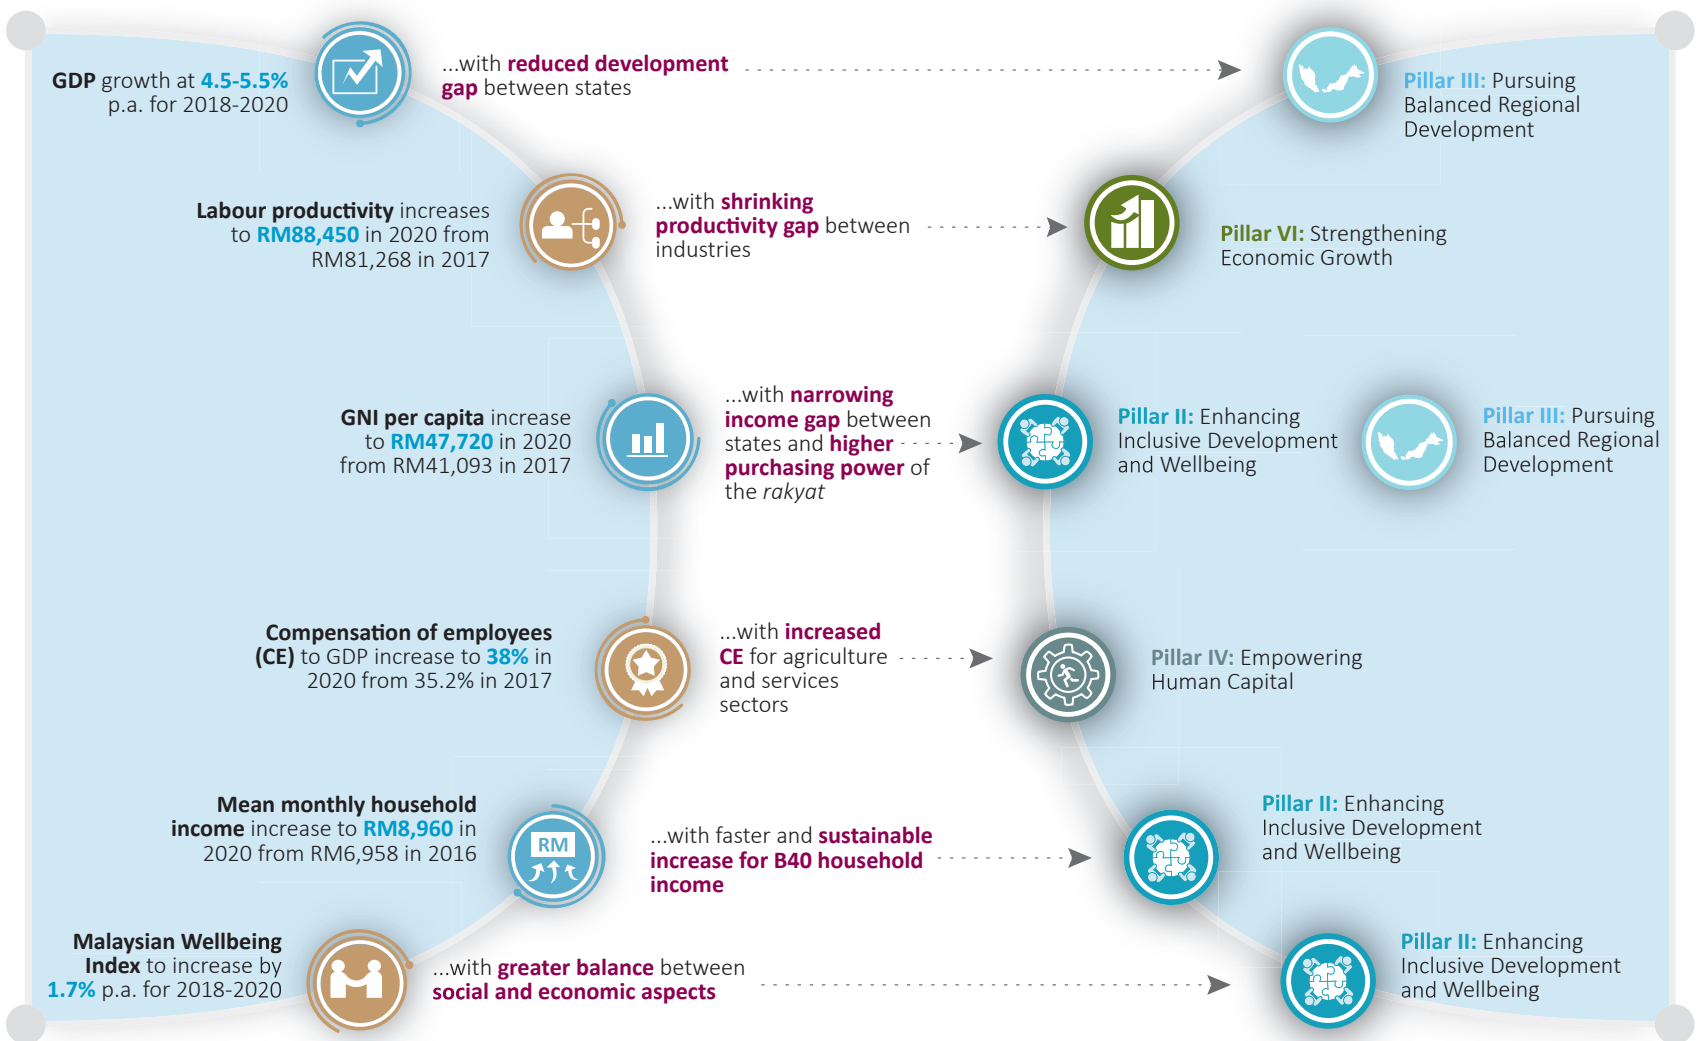 GDP growth at 4.5-5.5%
p.a. for 2018-2020
...with reduced development
gap between states
Pillar III: Pursuing
Balanced Regional
Development
Labour productivity increases
to RM88,450 in 2020 from
RM81,268 in 2017
...with shrinking
productivity gap between
industries
Pillar VI: Strengthening
Economic Growth
GNI per capita increase
to RM47,720 in 2020
from RM41,093 in 2017
...with narrowing
income gap between
states and higher
purchasing power of
the rakyat
Pillar II: Enhancing
Inclusive Development
and Wellbeing
Pillar III: Pursuing
Balanced Regional
Development
Compensation of employees
(CE) to GDP increase to 38% in
2020 from 35.2% in 2017
...with increased
CE for agriculture
and services
sectors
Pillar IV: Empowering
Human Capital
Mean monthly household
income increase to RM8,960 in
2020 from RM6,958 in 2016
RM
...with faster and sustainable
increase for B40 household
income
Pillar II: Enhancing
Inclusive Development
and Wellbeing
Malaysian Wellbeing
Index to increase by
1.7% p.a. for 2018-2020
...with greater balance between
social and economic aspects
Pillar II: Enhancing
Inclusive Development
and Wellbeing